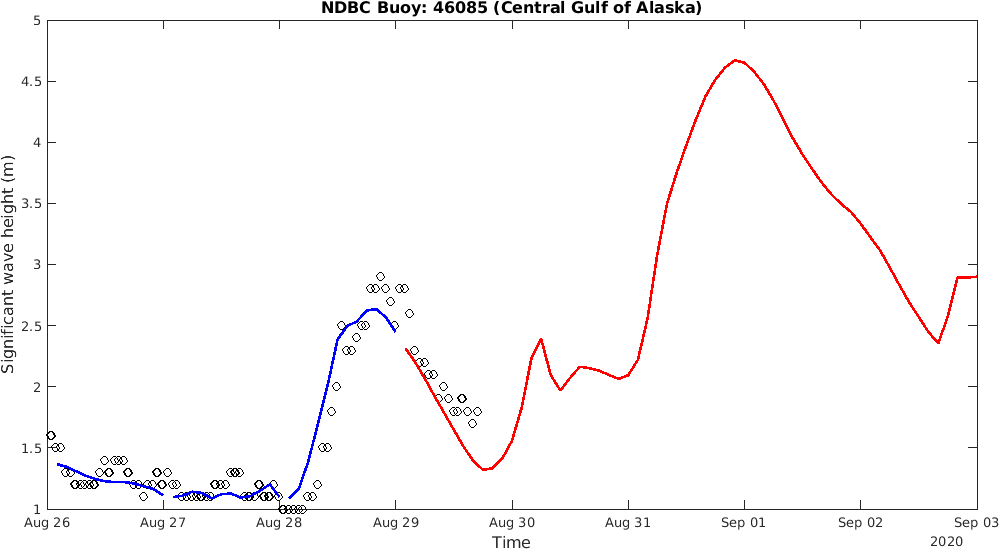 NDBC Buoy: 46085 (Central Gulf of Alaska)
5
4.5
4
3.5
3
2.5
2
1.5
1
Significant wave height (m)
Aug 26 Aug 27 Aug 28 Aug 29 Aug 30 Aug 31 Sep 01 Sep 02 Sep 03
Time
2020